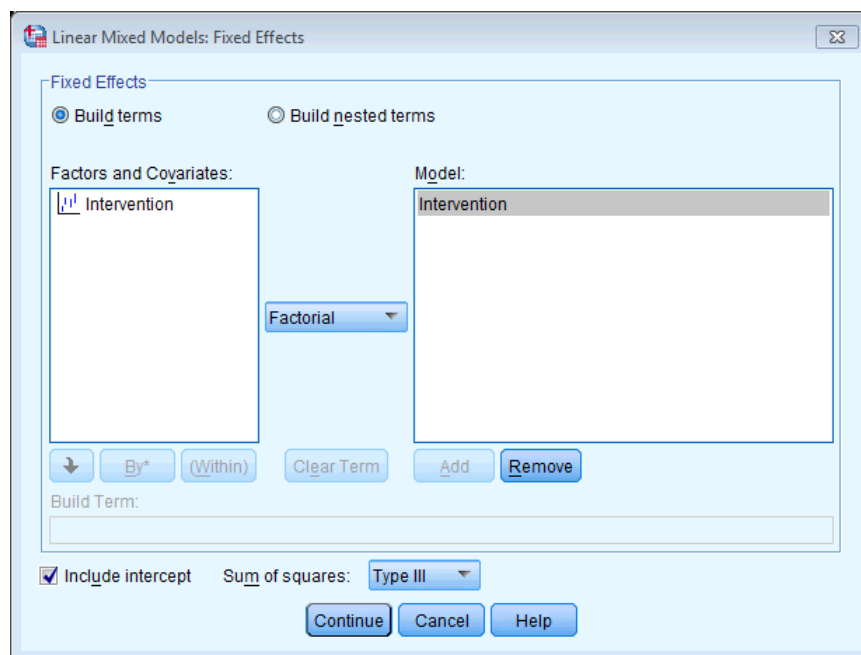 Linear Mixed Models: Fixed Effects
Fixed Effects
Build terms
Build nested terms
Factors and Covariates:
Model:
Intervention
Intervention
Factorial
By*
(Within)
Clear Term
Add
Remove
Build Term:
Include intercept
Sum of squares:
Type III
Continue
Cancel
Help